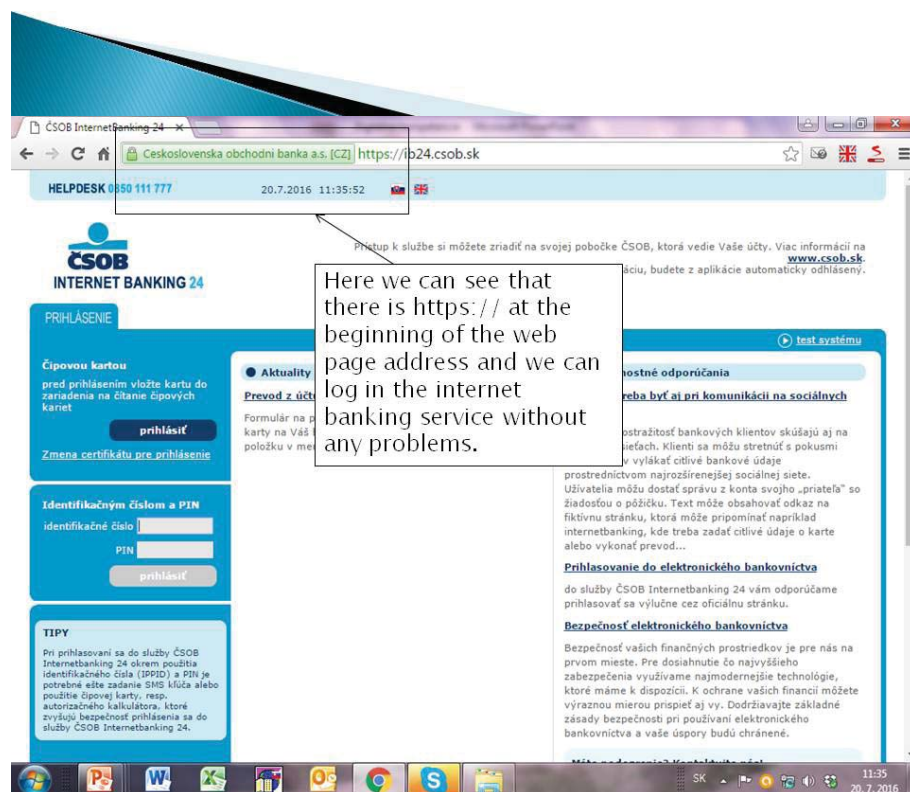 ČSOB InternetBanking 24
Ceskoslovenska obchodni banka a.s. [CZ] https://ib24.csob.sk
HELPDESK 0850 111 777 20.7.2016 11:35:52
ČSOB
INTERNET BANKING 24
Prístup k službe si môžete zriadiť na svojej pobočke ČSOB, ktorá vedie Vaše účty. Viac informácií na
www.csob.sk.
budete z aplikácie automaticky odhlásený.
Here we can see that
there is https:// at the
beginning of the web
page address and we can
log in the internet
banking service without
any problems.
PRIHLÁSENIE
test systému
Čipovou kartou
pred prihlásením vložte kartu do
zariadenia na čítanie čipových
kariet
prihlásiť
Zmena certifikátu pre prihlásenie
Identifikačným číslom a PIN
identifikačné číslo
PIN
prihlásiť
TIPY
Pri prihlasovaní sa do služby ČSOB
Internetbanking 24 okrem použitia
identifikačného čísla (IPPID) a PIN je
potrebné ešte zadanie SMS kľúča alebo
použitie čipovej karty, resp.
autorizačného kalkulátora, ktoré
zvyšujú bezpečnosť prihlásenia sa do
služby ČSOB Internetbanking 24.
Aktuality
Prevod z
Formulár na
karty na Váš
položku v
odporúčania
treba byť aj pri komunikácii na sociálnych
bankových klientov skúšajú aj na
Klienti sa môžu stretnúť s pokusmi
vylákať citlivé bankové údaje
prostredníctvom najrozšírenejšej sociálnej siete.
Užívatelia môžu dostať správu z konta svojho „priateľa" so
žiadosťou o pôžičku. Text môže obsahovať odkaz na
fiktívnu stránku, ktorá môže pripomínať napríklad
internetbanking, kde treba zadať citlivé údaje o karte
alebo vykonať prevod...
Prihlasovanie do elektronického bankovníctva
do služby ČSOB Internetbanking 24 vám odporúčame
prihlasovať sa výlučne cez oficiálnu stránku.
Bezpečnosť elektronického bankovníctva
Bezpečnosť vašich finančných prostriedkov je pre nás na
prvom mieste. Pre dosiahnutie čo najvyššieho
zabezpečenia využívame najmodernejšie technológie,
ktoré máme k dispozícii. K ochrane vašich financií môžete
výraznou mierou prispieť aj vy. Dodržiavajte základné
zásady bezpečnosti pri používaní elektronického
bankovníctva a vaše úspory budú chránené.
SK
11:35
20. 7. 2016